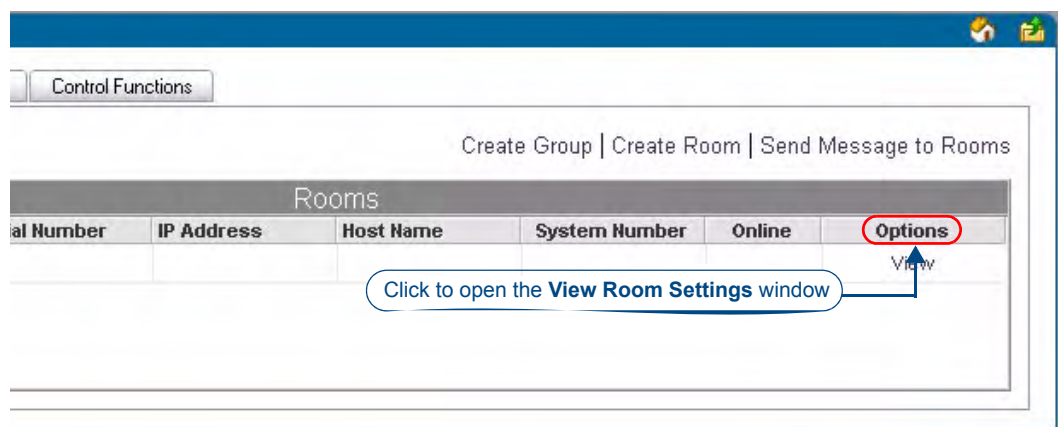 Control Functions
Create Group | Create Room | Send Message to Rooms
Rooms
al Number IP Address Host Name System Number Online Options
View
Click to open the View Room Settings window